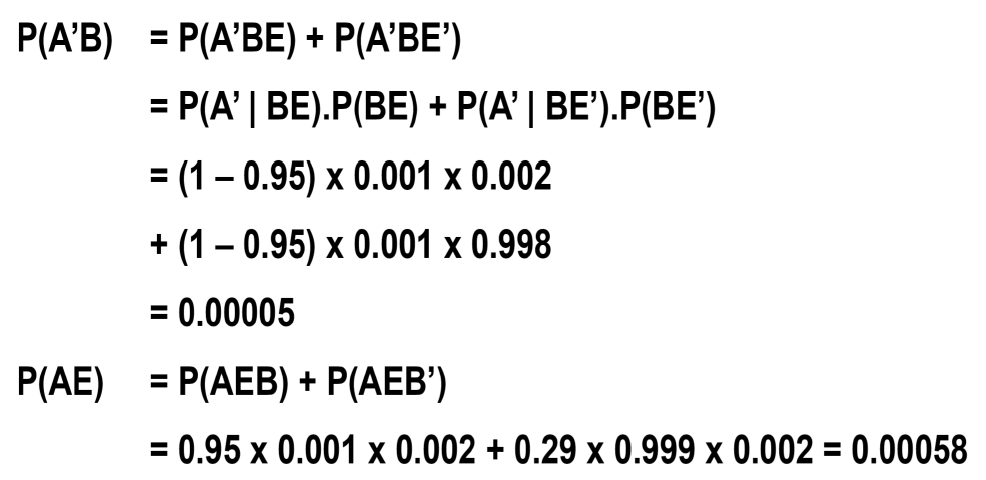 P(A’B) = P(A’BE) + P(A’BE’)
= P(A’ | BE).P(BE) + P(A’ | BE’).P(BE’)
= (1 – 0.95) x 0.001 x 0.002
+ (1 – 0.95) x 0.001 x 0.998
= 0.00005
P(AE) = P(AEB) + P(AEB’)
= 0.95 x 0.001 x 0.002 + 0.29 x 0.999 x 0.002 = 0.00058